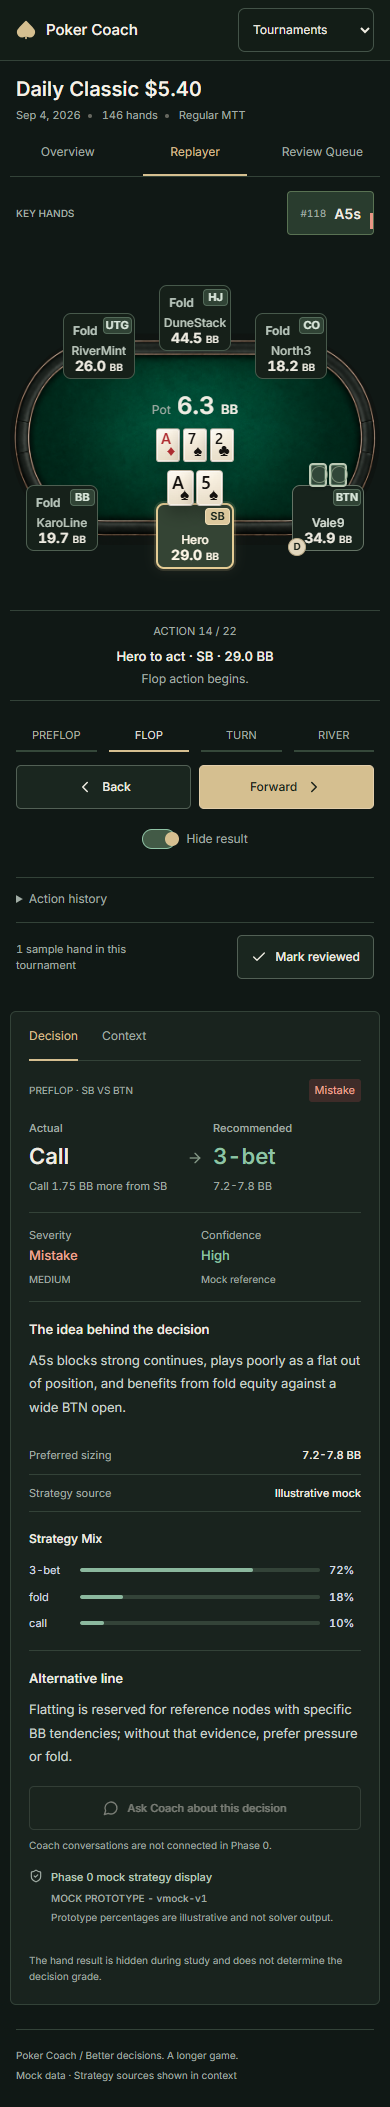 Poker Coach
Tournaments
Daily Classic $5.40
Sep 4, 2026 • 146 hands • Regular MTT
Overview Replayer Review Queue
KEY HANDS #118 A5s
Fold HJ
DuneStack
44.5 BB
Fold UTG
RiverMint
26.0 BB
Fold CO
North3
18.2 BB
Pot 6.3 BB
A♦ 7♠ 2♣
A♠ 5♠
Fold BB
KaroLine
19.7 BB
SB
Hero
29.0 BB
BTN
Vale9
34.9 BB
D
ACTION 14 / 22
Hero to act · SB · 29.0 BB
Flop action begins.
PREFLOP FLOP TURN RIVER
Back Forward
Hide result
Action history
1 sample hand in this
tournament
Mark reviewed
Decision Context
PREFLOP · SB VS BTN Mistake
Actual Recommended
Call → 3-bet
Call 1.75 BB more from SB 7.2-7.8 BB
Severity Confidence
Mistake High
MEDIUM Mock reference
The idea behind the decision
A5s blocks strong continues, plays poorly as a flat out
of position, and benefits from fold equity against a
wide BTN open.
Preferred sizing 7.2-7.8 BB
Strategy source Illustrative mock
Strategy Mix
3-bet 72%
fold 18%
call 10%
Alternative line
Flatting is reserved for reference nodes with specific
BB tendencies; without that evidence, prefer pressure
or fold.
Ask Coach about this decision
Coach conversations are not connected in Phase 0.
Phase 0 mock strategy display
MOCK PROTOTYPE - vmock-v1
Prototype percentages are illustrative and not solver output.
The hand result is hidden during study and does not determine the
decision grade.
Poker Coach / Better decisions. A longer game.
Mock data · Strategy sources shown in context